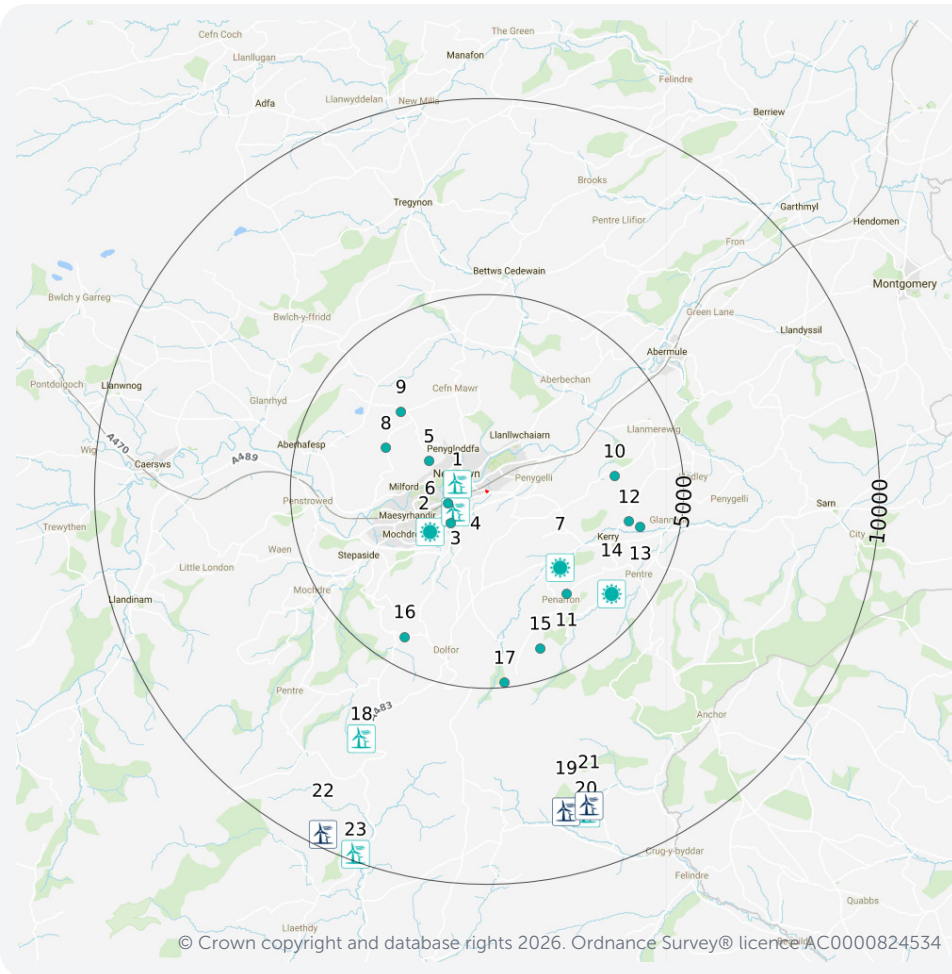 Cefn Coch
The Green
Llanllugan
Manafon
Felindre
Adfa
Llanwyddelan
New Mills
Berriew
Brooks
Tregynon
Garthmyl
Pentre Llifior
Hendomen
Fron
Bettws Cedewain
Montgomery
Bwlch y Garreg
Bwlch-y-ffridd
Green Lane
Llandyssil
Abermule
Pontdolgoch
Llanwnog
Cefn Mawr
Aberbechan
9
Glanrhyd
8
5
Llanllwchaiarn
Llanmerewig
A470
Wig
A489
Aberhafesp
Penygloddfa
1
10
Caersws
Penygelli
Milford
6
12
5000
10000
Penstrowed
2
Penygelli
Sarn
Trewythen
Maesyrhandir
4
7
City
3
Kerry
Waen
Stepaside
14
13
Little London
Pentre
Mochdre
Llandinam
Penarron
16
15
11
Dolfor
17
Pentre
18
A483
Anchor
19
21
20
22
23
Crug-y-byddar
Felindre
Quabbs
Llaethdy
© Crown copyright and database rights 2026. Ordnance Survey® licence AC0000824534